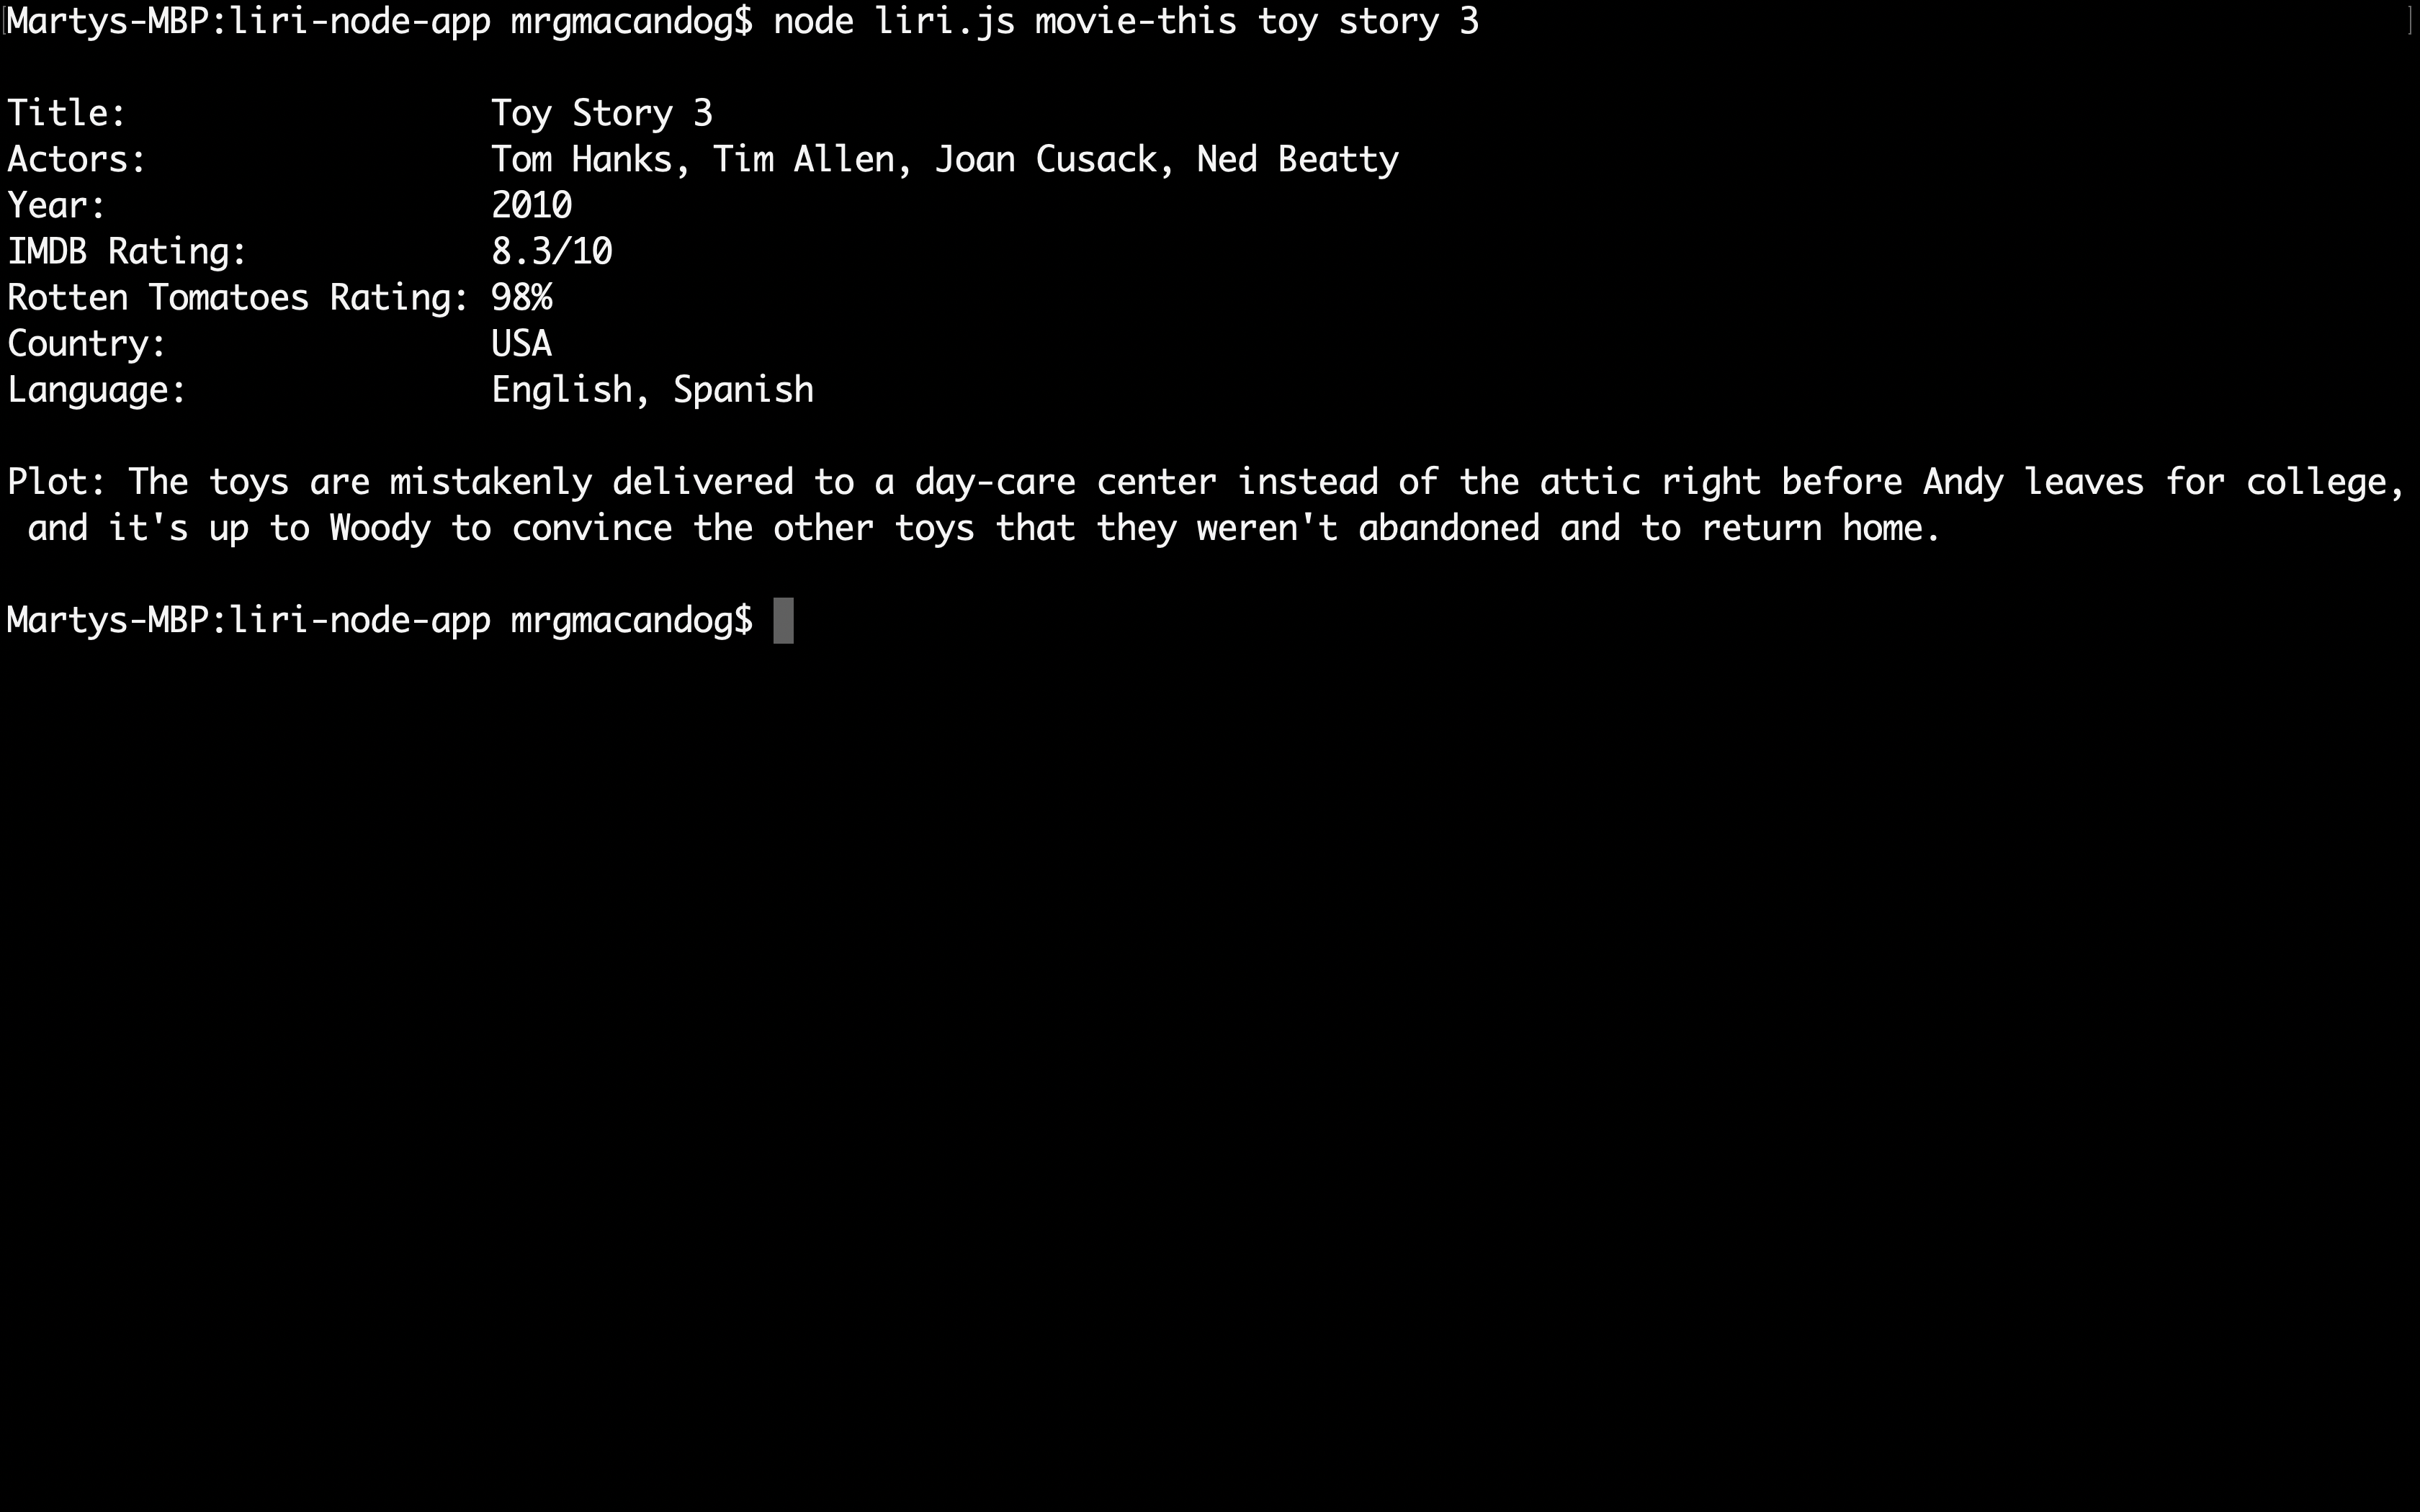 [Martys-MBP:liri-node-app mrgmacandog$ node liri.js movie-this toy story 3 ]
Title: Toy Story 3
Actors: Tom Hanks, Tim Allen, Joan Cusack, Ned Beatty
Year: 2010
IMDB Rating: 8.3/10
Rotten Tomatoes Rating: 98%
Country: USA
Language: English, Spanish
Plot: The toys are mistakenly delivered to a day-care center instead of the attic right before Andy leaves for college,
and it's up to Woody to convince the other toys that they weren't abandoned and to return home.
Martys-MBP:liri-node-app mrgmacandog$